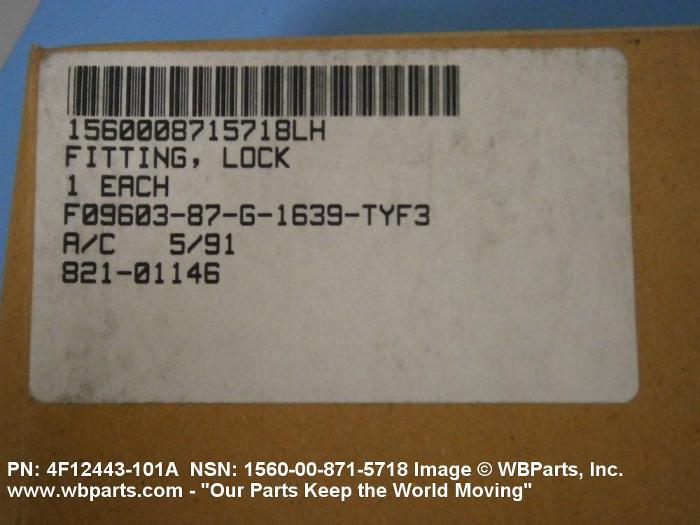 1560008715718LH
FITTING, LOCK
1 EACH
F09603-87-G-1639-TYF3
A/C 5/91
821-01146
PN: 4F12443-101A NSN: 1560-00-871-5718 Image © WBParts, Inc.
www.wbparts.com - "Our Parts Keep the World Moving"